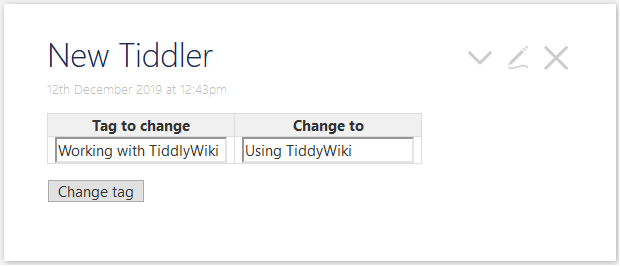 New Tiddler
12th December 2019 at 12:43pm
Tag to change Change to
Working with TiddlyWiki Using TiddyWiki
Change tag